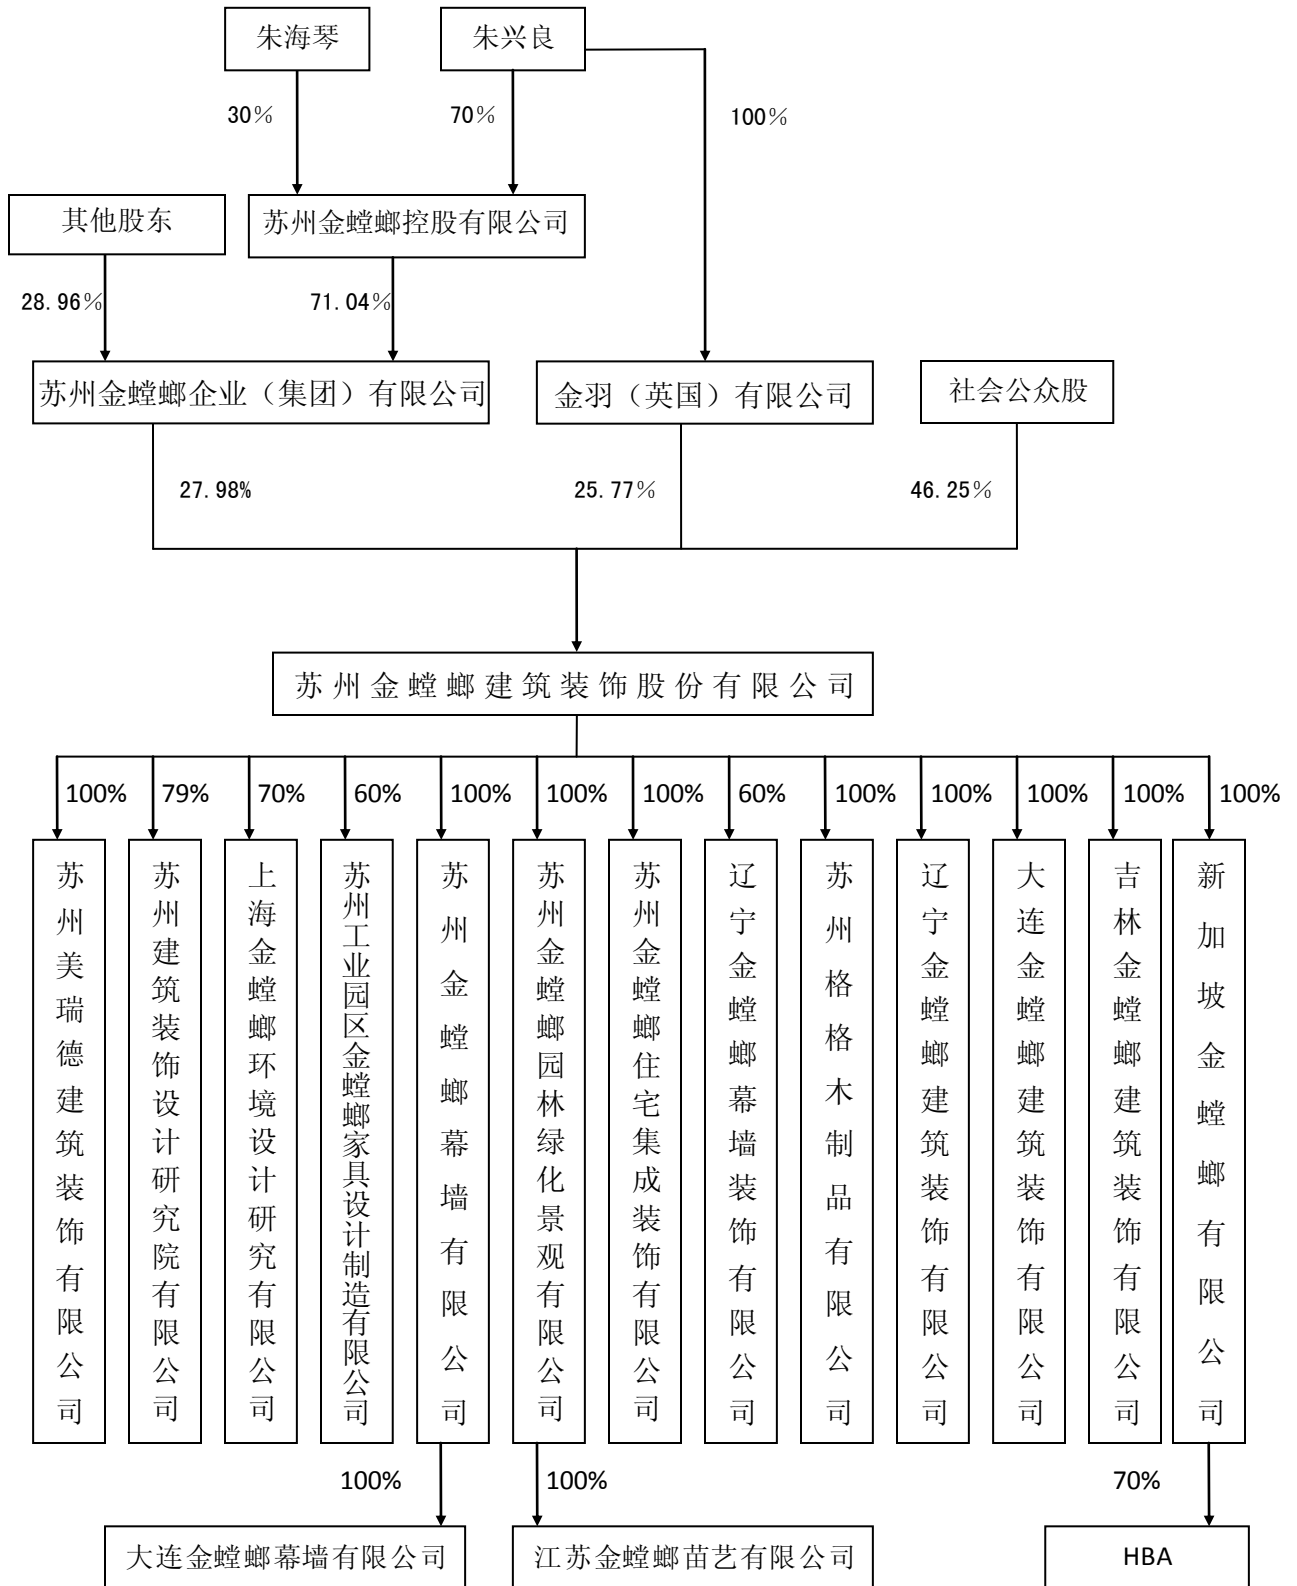 朱海琴
朱兴良
30%
70%
100%
其他股东
苏州金螳螂控股有限公司
28.96%
71.04%
苏州金螳螂企业（集团）有限公司
金羽（英国）有限公司
社会公众股
27.98%
25.77%
46.25%
苏州金螳螂建筑装饰股份有限公司
100%
79%
70%
60%
100%
100%
100%
60%
100%
100%
100%
100%
100%
苏州美瑞德建筑装饰有限公司
苏州建筑装饰设计研究院有限公司
上海金螳螂环境设计研究有限公司
苏州工业园区金螳螂家具设计制造有限公司
苏州金螳螂幕墙有限公司
苏州金螳螂园林绿化景观有限公司
苏州金螳螂住宅集成装饰有限公司
辽宁金螳螂幕墙装饰有限公司
苏州格格木制品有限公司
辽宁金螳螂建筑装饰有限公司
大连金螳螂建筑装饰有限公司
吉林金螳螂建筑装饰有限公司
新加坡金螳螂有限公司
100%
100%
70%
大连金螳螂幕墙有限公司
江苏金螳螂苗艺有限公司
HBA